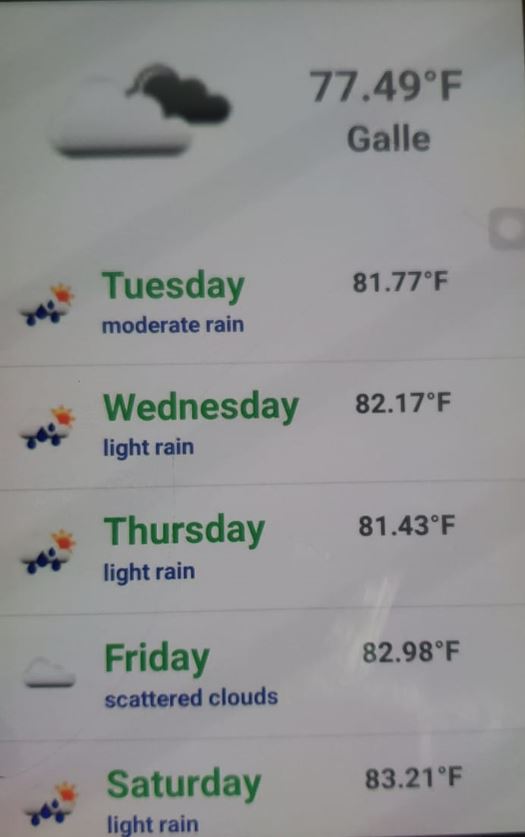 77.49°F
Galle
Tuesday 81.77°F
moderate rain
Wednesday 82.17°F
light rain
Thursday 81.43°F
light rain
Friday 82.98°F
scattered clouds
Saturday 83.21°F
light rain